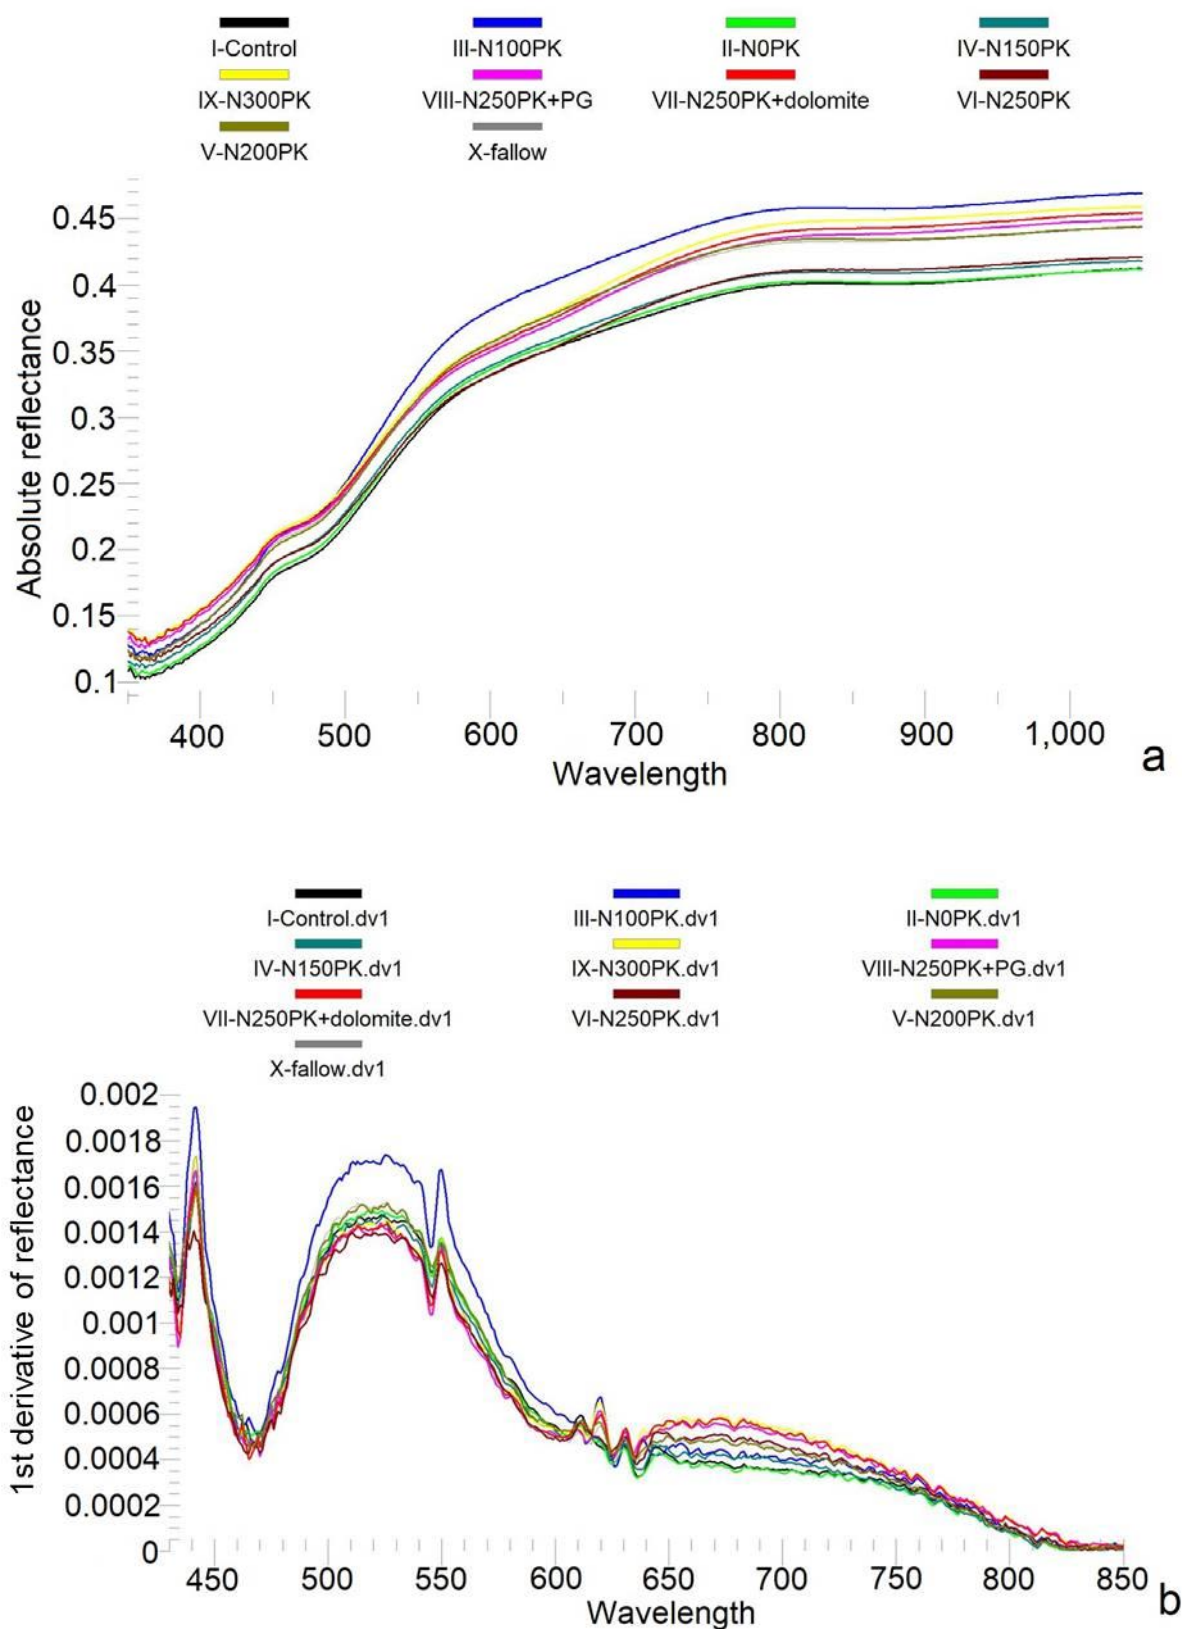 I-Control III-N100PK II-N0PK IV-N150PK
IX-N300PK VIII-N250PK+PG VII-N250PK+dolomite VI-N250PK
V-N200PK X-fallow
Absolute reflectance
0.45
0.4
0.35
0.3
0.25
0.2
0.15
0.1
400 500 600 700 800 900 1,000
Wavelength
a
I-Control.dv1 III-N100PK.dv1 II-N0PK.dv1
IV-N150PK.dv1 IX-N300PK.dv1 VIII-N250PK+PG.dv1
VII-N250PK+dolomite.dv1 VI-N250PK.dv1 V-N200PK.dv1
X-fallow.dv1
1st derivative of reflectance
0.002
0.0018
0.0016
0.0014
0.0012
0.001
0.0008
0.0006
0.0004
0.0002
0
450 500 550 600 650 700 750 800 850
Wavelength
b